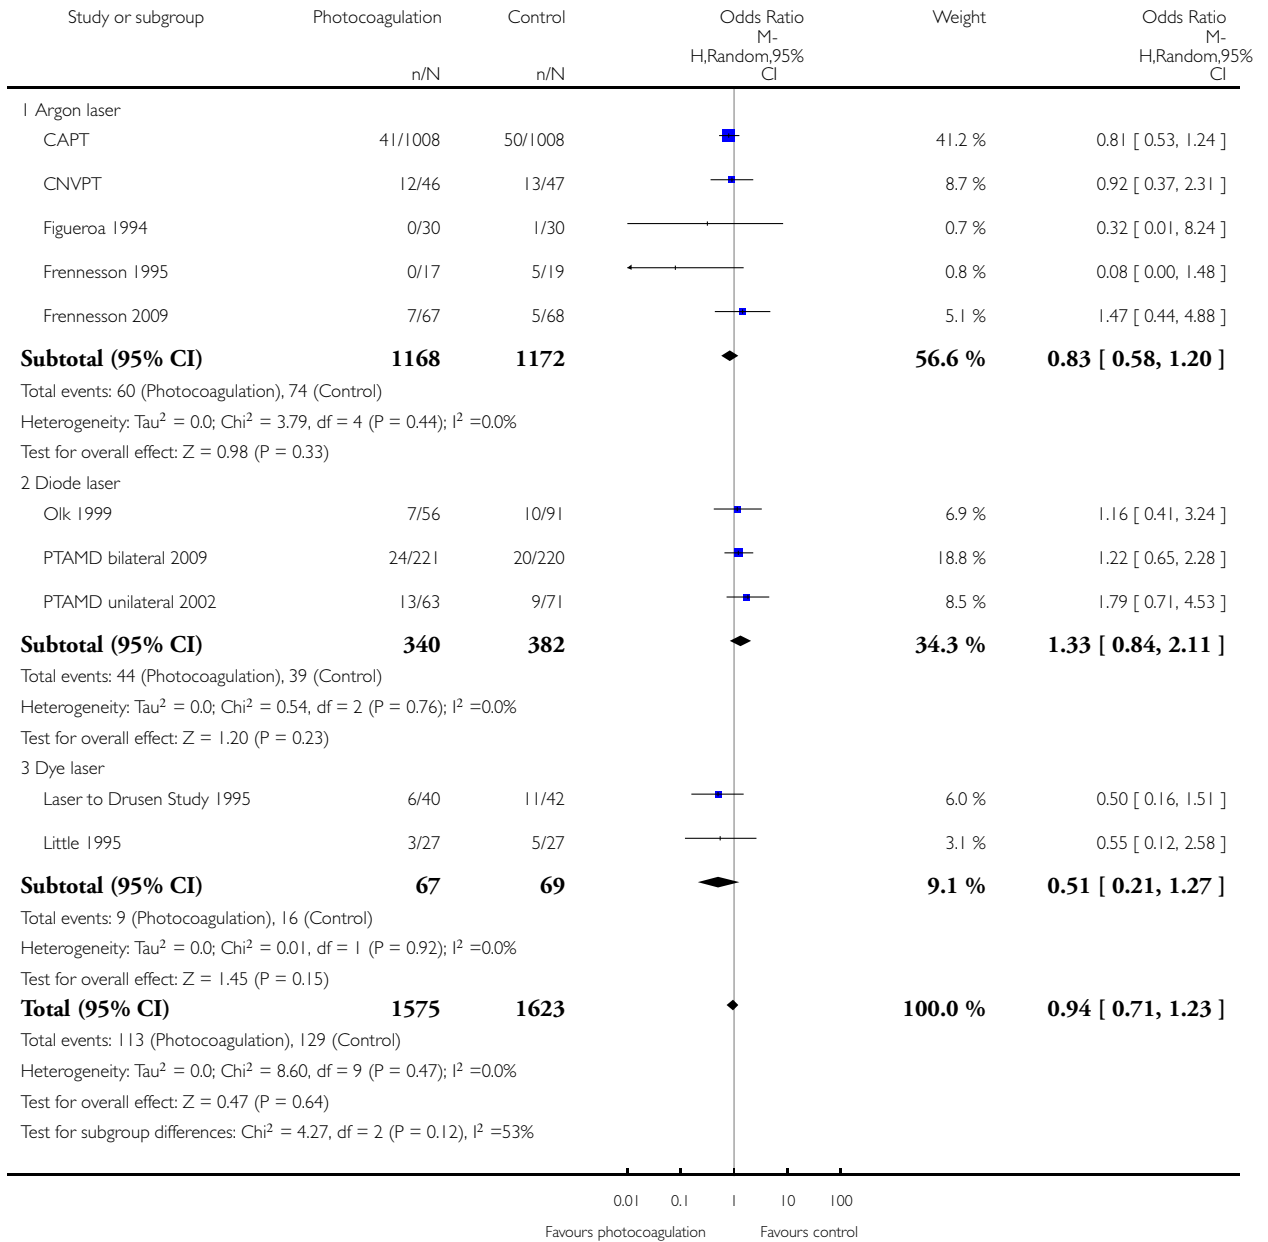 Study or subgroup Photocoagulation Control Odds Ratio Weight Odds Ratio
M- M-
H,Random,95% H,Random,95%
n/N n/N CI CI
1 Argon laser
CAPT 41/1008 50/1008 41.2 % 0.81 [ 0.53, 1.24 ]
CNVPT 12/46 13/47 8.7 % 0.92 [ 0.37, 2.31 ]
Figueroa 1994 0/30 1/30 0.7 % 0.32 [ 0.01, 8.24 ]
Frennesson 1995 0/17 5/19 0.8 % 0.08 [ 0.00, 1.48 ]
Frennesson 2009 7/67 5/68 5.1 % 1.47 [ 0.44, 4.88 ]
Subtotal (95% CI) 1168 1172 56.6 % 0.83 [ 0.58, 1.20 ]
Total events: 60 (Photocoagulation), 74 (Control)
Heterogeneity: Tau² = 0.0; Chi² = 3.79, df = 4 (P = 0.44); I² =0.0%
Test for overall effect: Z = 0.98 (P = 0.33)
2 Diode laser
Olk 1999 7/56 10/91 6.9 % 1.16 [ 0.41, 3.24 ]
PTAMD bilateral 2009 24/221 20/220 18.8 % 1.22 [ 0.65, 2.28 ]
PTAMD unilateral 2002 13/63 9/71 8.5 % 1.79 [ 0.71, 4.53 ]
Subtotal (95% CI) 340 382 34.3 % 1.33 [ 0.84, 2.11 ]
Total events: 44 (Photocoagulation), 39 (Control)
Heterogeneity: Tau² = 0.0; Chi² = 0.54, df = 2 (P = 0.76); I² =0.0%
Test for overall effect: Z = 1.20 (P = 0.23)
3 Dye laser
Laser to Drusen Study 1995 6/40 11/42 6.0 % 0.50 [ 0.16, 1.51 ]
Little 1995 3/27 5/27 3.1 % 0.55 [ 0.12, 2.58 ]
Subtotal (95% CI) 67 69 9.1 % 0.51 [ 0.21, 1.27 ]
Total events: 9 (Photocoagulation), 16 (Control)
Heterogeneity: Tau² = 0.0; Chi² = 0.01, df = 1 (P = 0.92); I² =0.0%
Test for overall effect: Z = 1.45 (P = 0.15)
Total (95% CI) 1575 1623 100.0 % 0.94 [ 0.71, 1.23 ]
Total events: 113 (Photocoagulation), 129 (Control)
Heterogeneity: Tau² = 0.0; Chi² = 8.60, df = 9 (P = 0.47); I² =0.0%
Test for overall effect: Z = 0.47 (P = 0.64)
Test for subgroup differences: Chi² = 4.27, df = 2 (P = 0.12), I² =53%
0.01 0.1 1 10 100
Favours photocoagulation Favours control